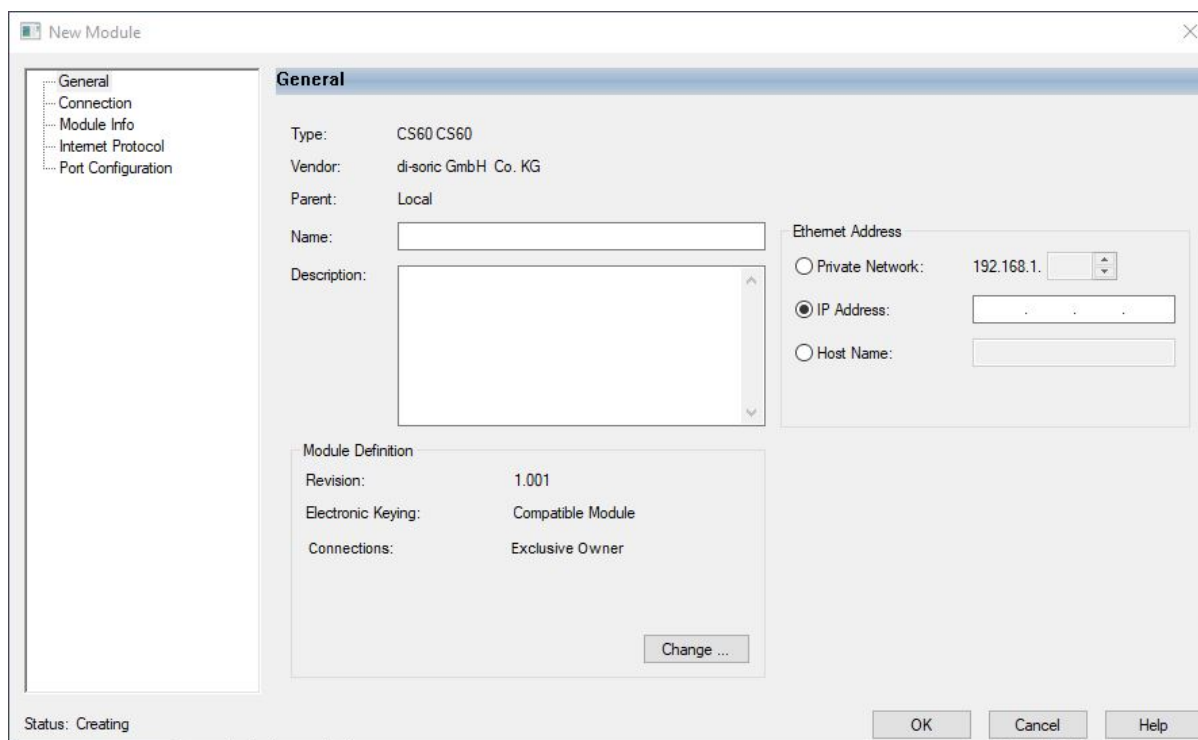 New Module
General
Connection
Module Info
Internet Protocol
Port Configuration
General
Type: CS60 CS60
Vendor: di-soric GmbH Co. KG
Parent: Local
Name:
Description:
Ethernet Address
Private Network: 192.168.1.
IP Address: . . .
Host Name:
Module Definition
Revision: 1.001
Electronic Keying: Compatible Module
Connections: Exclusive Owner
Change ...
Status: Creating
OK Cancel Help